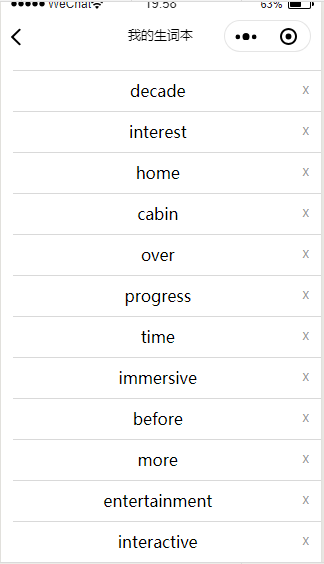 WeChat 19:58 63%
我的生词本
decade x
interest x
home x
cabin x
over x
progress x
time x
immersive x
before x
more x
entertainment x
interactive x